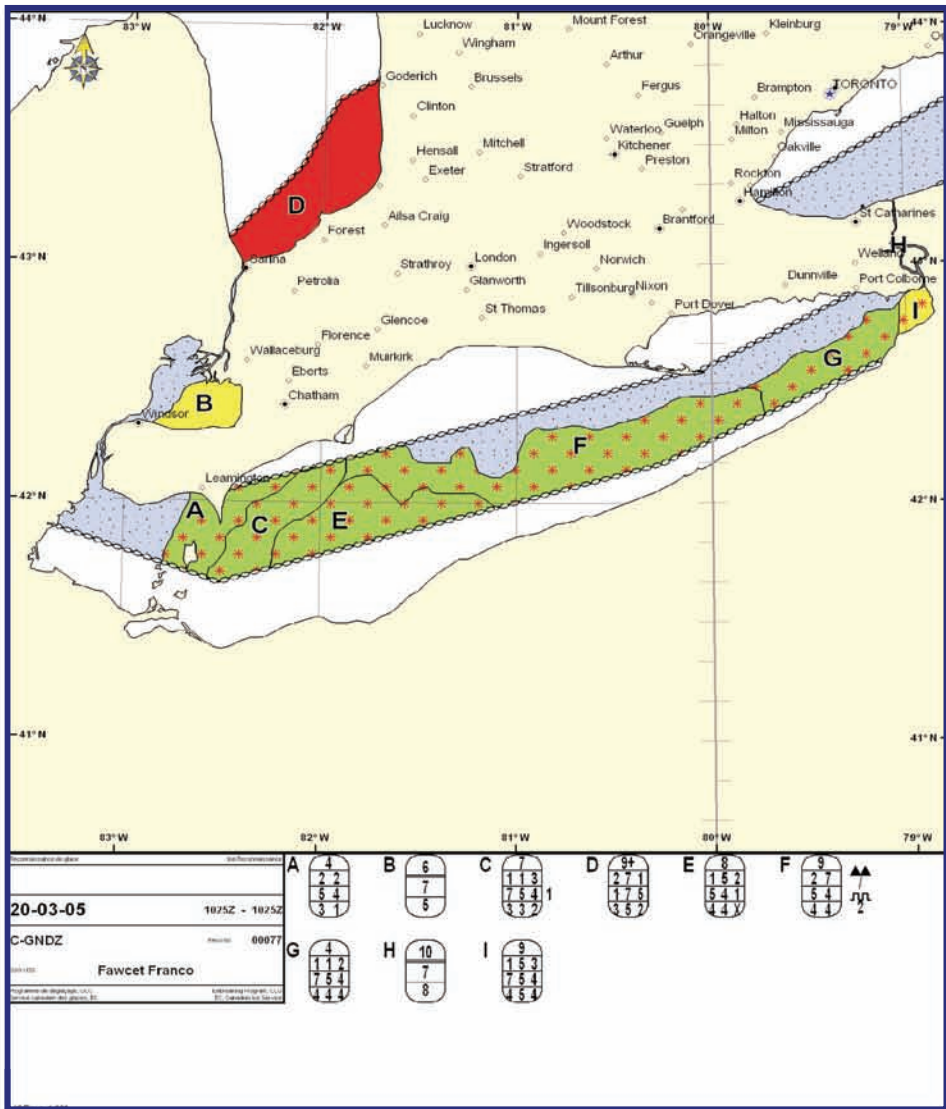 44° N 83° W 82° W 81° W 80° W 79° W 44° N
Lucknow Mount Forest Kleinburg
Wingham Orangeville
Arthur
Goderich Brussels Fergus Brampton TORONTO
Clinton Halton
Waterloo Guelph Milton Mississauga
Hensall Mitchell Kitchener Oakville
Exeter Stratford Preston
Rockton
D Hamilton
Ailsa Craig Brantford St Catharines
Forest Woodstock
Ingersoll H
43° N Sarnia London Welland
Strathroy Norwich
Petrolia Glanworth Dunnville Port Colborne
Tillsonburg Nixon
St Thomas Port Dover I
Glencoe
Florence
Wallaceburg Muirkirk G
Eberts
B Chatham
Windsor
F
42° N Leamington 42° N
A C E
41° N 41° N
83° W 82° W 81° W 80° W 79° W
20-03-05 1025Z - 1025Z
C-GNDZ 00077
Fawcet Franco
A
4
2 2
5 4
3 1
B
6
7
5
C
7
1 1 3
7 5 4 1
3 3 2
D
9+
2 7 1
1 7 5
3 5 2
E
8
1 5 2
5 4 1
4 4 X
F
9
2 7
5 4
4 4
2
G
4
1 1 2
7 5 4
4 4 4
H
10
7
8
I
9
1 5 3
7 5 4
4 5 4